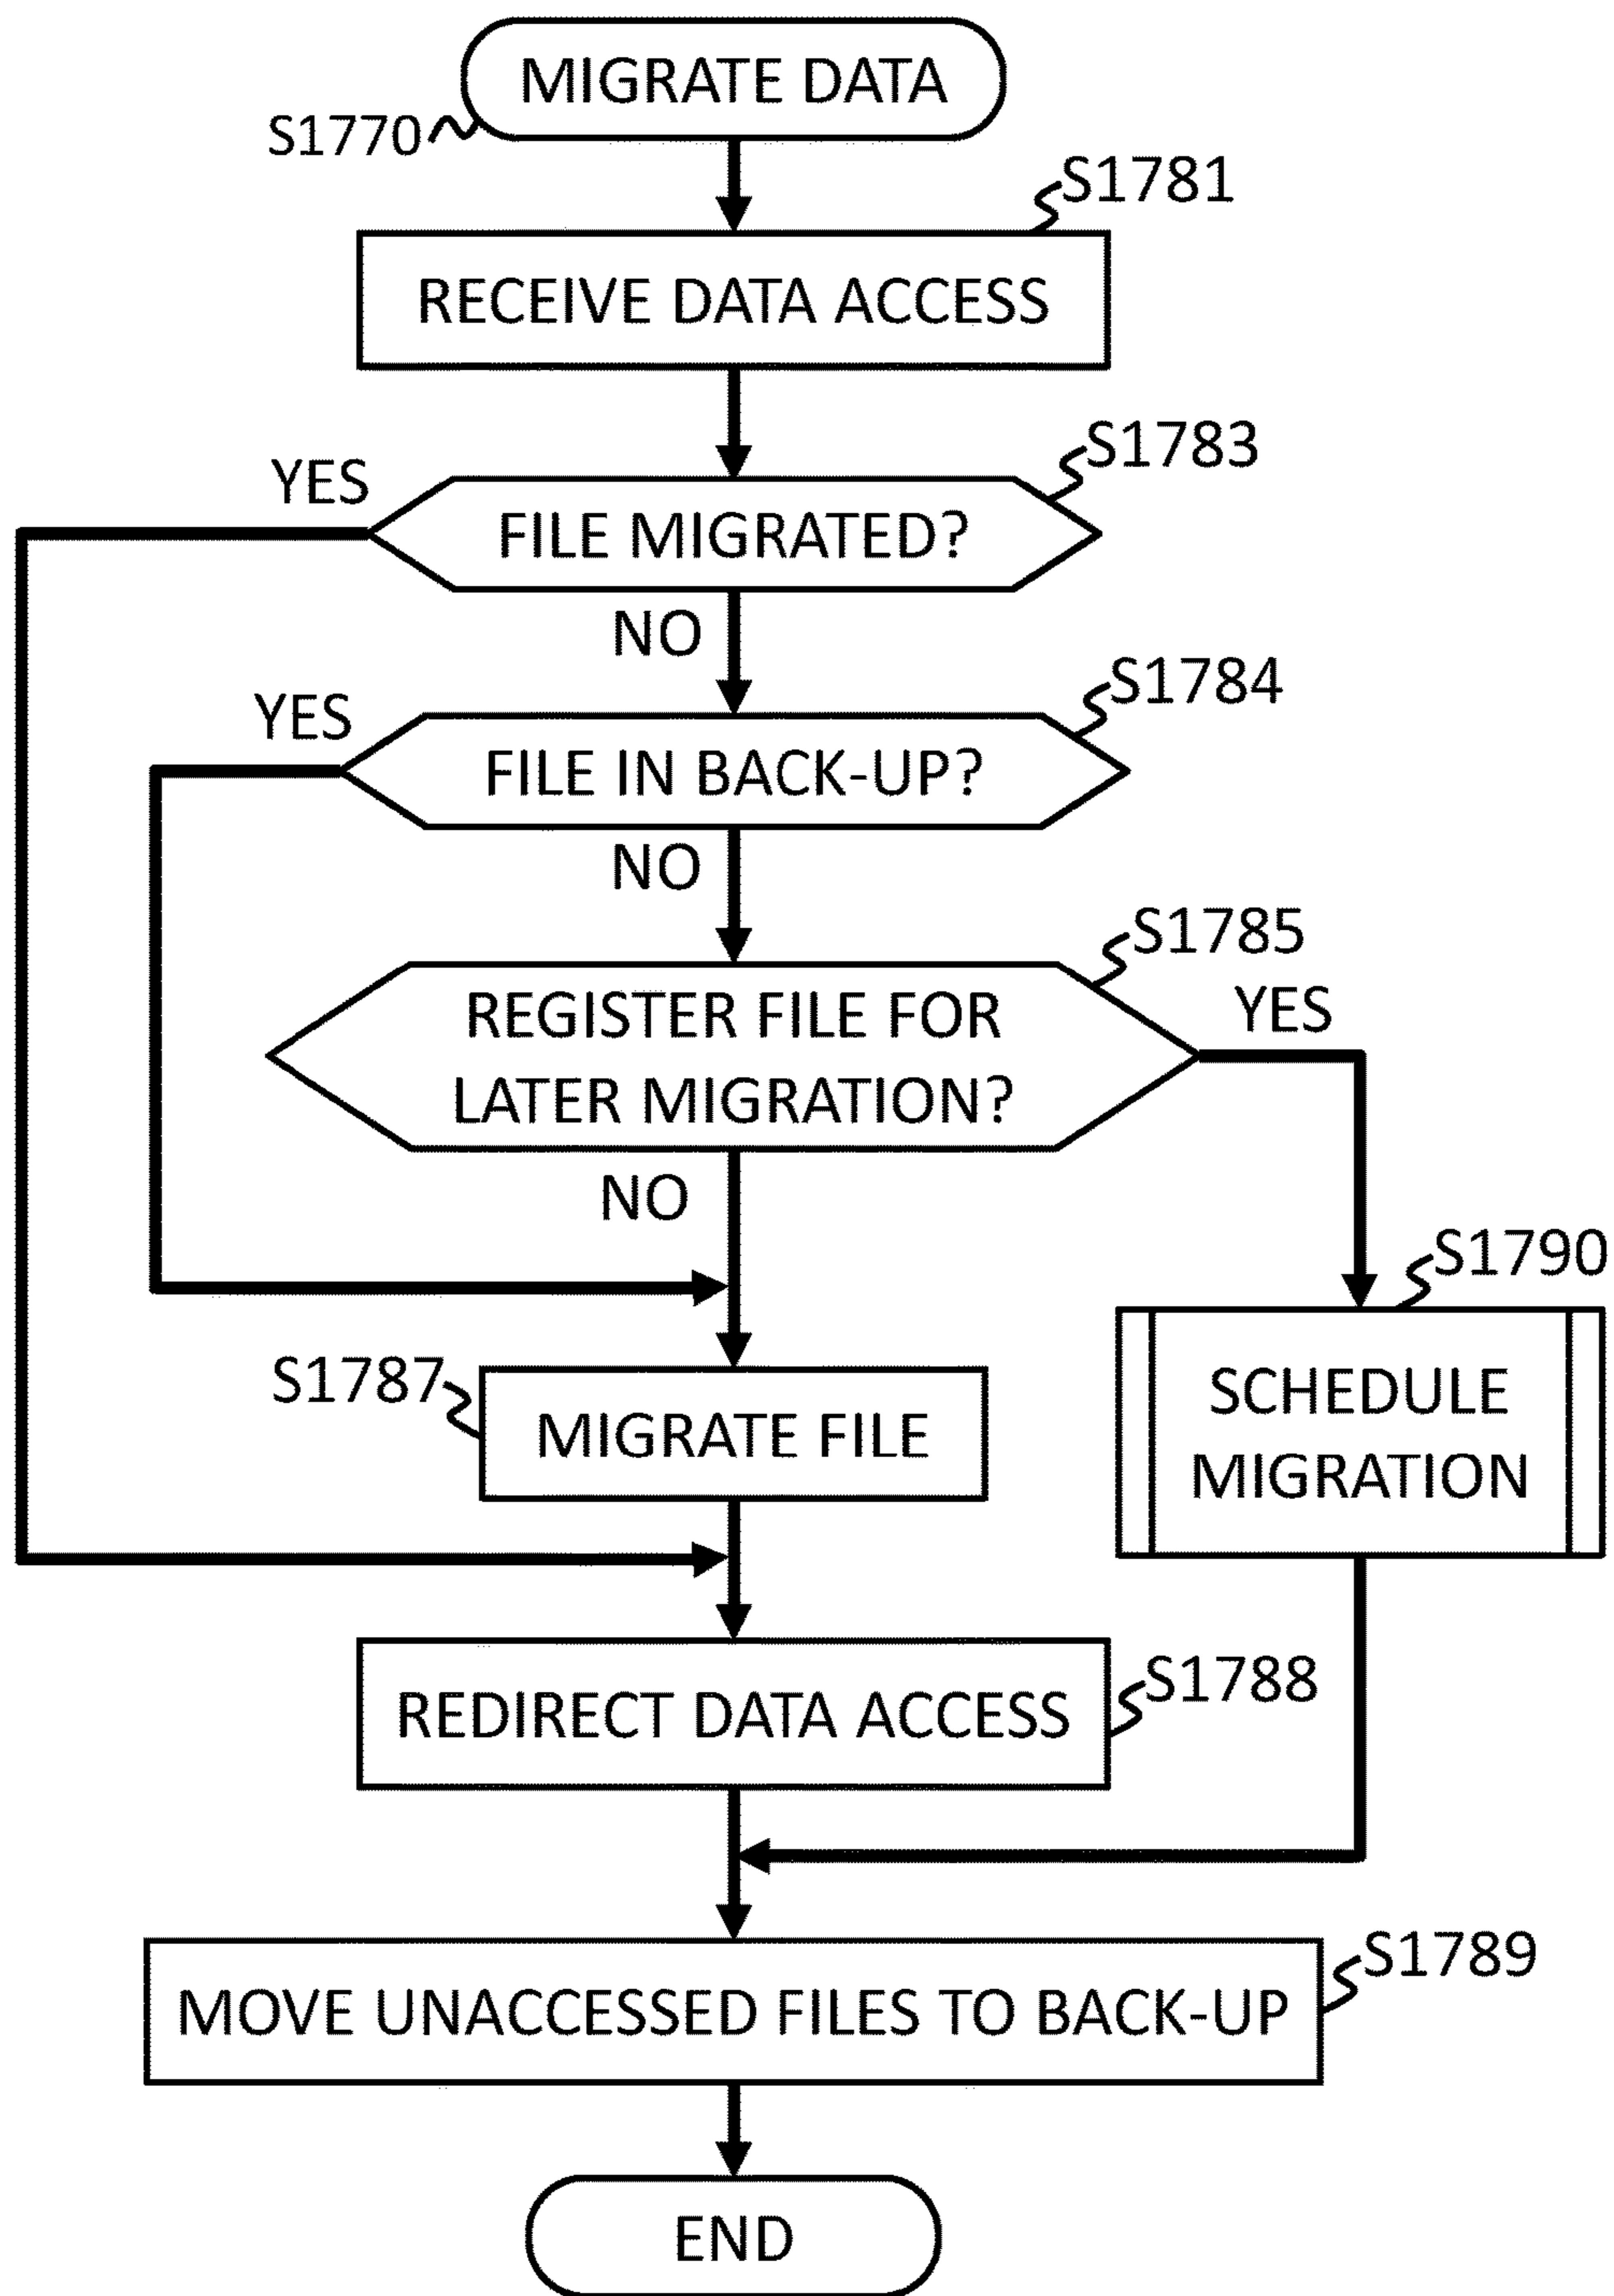 MIGRATE DATA
S1770
S1781
RECEIVE DATA ACCESS
S1783
YES
FILE MIGRATED?
NO
S1784
YES
FILE IN BACK-UP?
NO
S1785
REGISTER FILE FOR
YES
LATER MIGRATION?
NO
S1790
S1787
SCHEDULE
MIGRATE FILE
MIGRATION
S1788
REDIRECT DATA ACCESS
S1789
MOVE UNACCESSED FILES TO BACK-UP
END